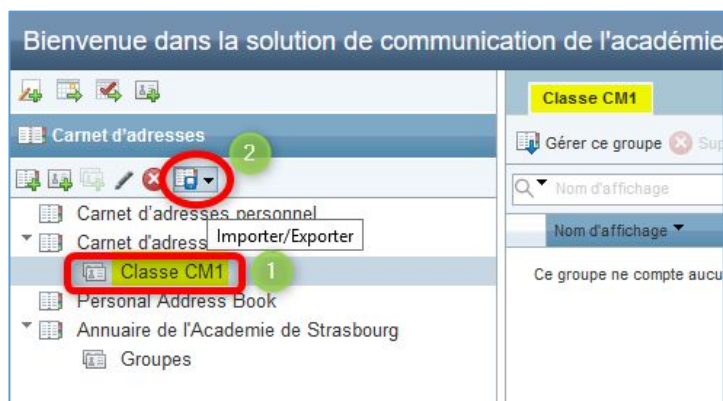 Bienvenue dans la solution de communication de l'académie
Carnet d'adresses
2
Carnet d'adresses personnel
Carnet d'adress
Importer/Exporter
Classe CM1
1
Personal Address Book
Annuaire de l'Academie de Strasbourg
Groupes
Classe CM1
Gérer ce groupe
Sup
Nom d'affichage
Nom d'affichage
Ce groupe ne compte aucu